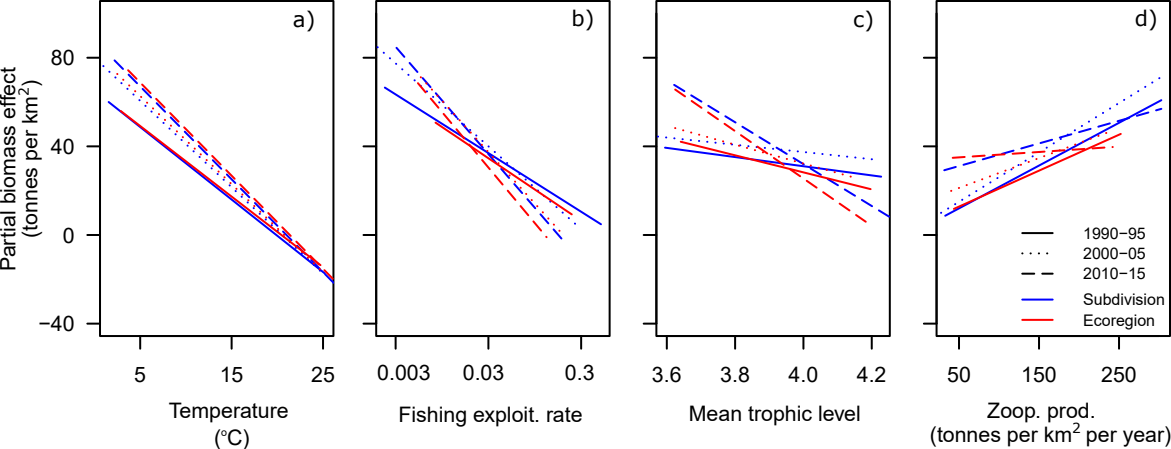 a)
b)
c)
d)
Partial biomass effect
(tonnes per km²)
80
40
0
−40
5 15 25
0.003 0.03 0.3
3.6 3.8 4.0 4.2
50 150 250
1990−95
2000−05
2010−15
Subdivision
Ecoregion
Temperature
(°C)
Fishing exploit. rate
Mean trophic level
Zoop. prod.
(tonnes per km² per year)